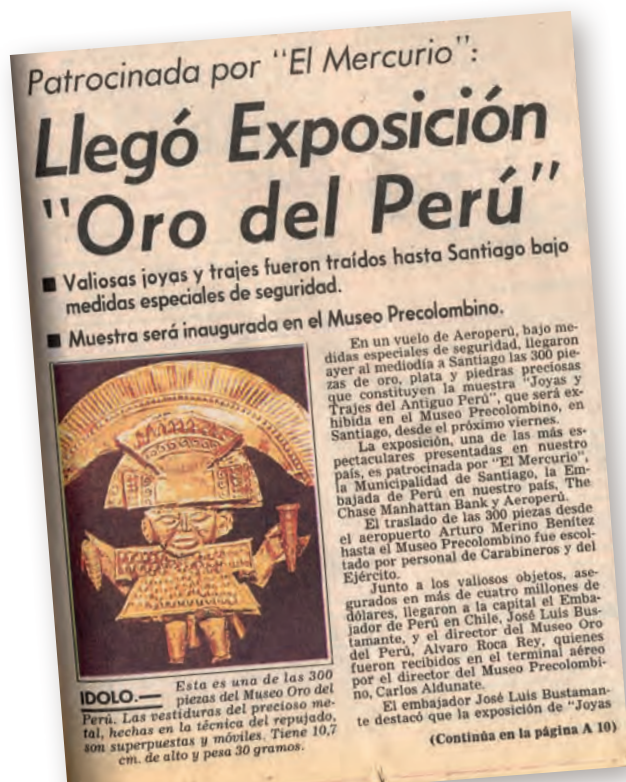 Patrocinada por "El Mercurio":
Llegó Exposición
"Oro del Perú"
■ Valiosas joyas y trajes fueron traídos hasta Santiago bajo
medidas especiales de seguridad.
■ Muestra será inaugurada en el Museo Precolombino.
IDOLO.— Esta es una de las 300
piezas del Museo Oro del
Perú. Las vestiduras del precioso me-
tal, hechas en la técnica del repujado,
son superpuestas y móviles. Tiene 10,7
cm. de alto y pesa 30 gramos.
En un vuelo de Aeroperú, bajo me-
didas especiales de seguridad, llegaron
ayer al mediodía a Santiago las 300 pie-
zas de oro, plata y piedras preciosas
que constituyen la muestra "Joyas y
Trajes del Antiguo Perú", que será ex-
hibida en el Museo Precolombino, en
Santiago, desde el próximo viernes.
La exposición, una de las más es-
pectaculares presentadas en nuestro
país, es patrocinada por "El Mercurio",
la Municipalidad de Santiago, la Em-
bajada de Perú en nuestro país, The
Chase Manhattan Bank y Aeroperú.
El traslado de las 300 piezas desde
el aeropuerto Arturo Merino Benítez
hasta el Museo Precolombino fue escol-
tado por personal de Carabineros y del
Ejército.
Junto a los valiosos objetos, ase-
gurados en más de cuatro millones de
dólares, llegaron a la capital el Emba-
jador de Perú en Chile, José Luis Bus-
tamante, y el director del Museo Oro
del Perú, Alvaro Roca Rey, quienes
fueron recibidos en el terminal aéreo
por el director del Museo Precolombi-
no, Carlos Aldunate.
El embajador José Luis Bustaman-
te destacó que la exposición de "Joyas
(Continúa en la página A 10)